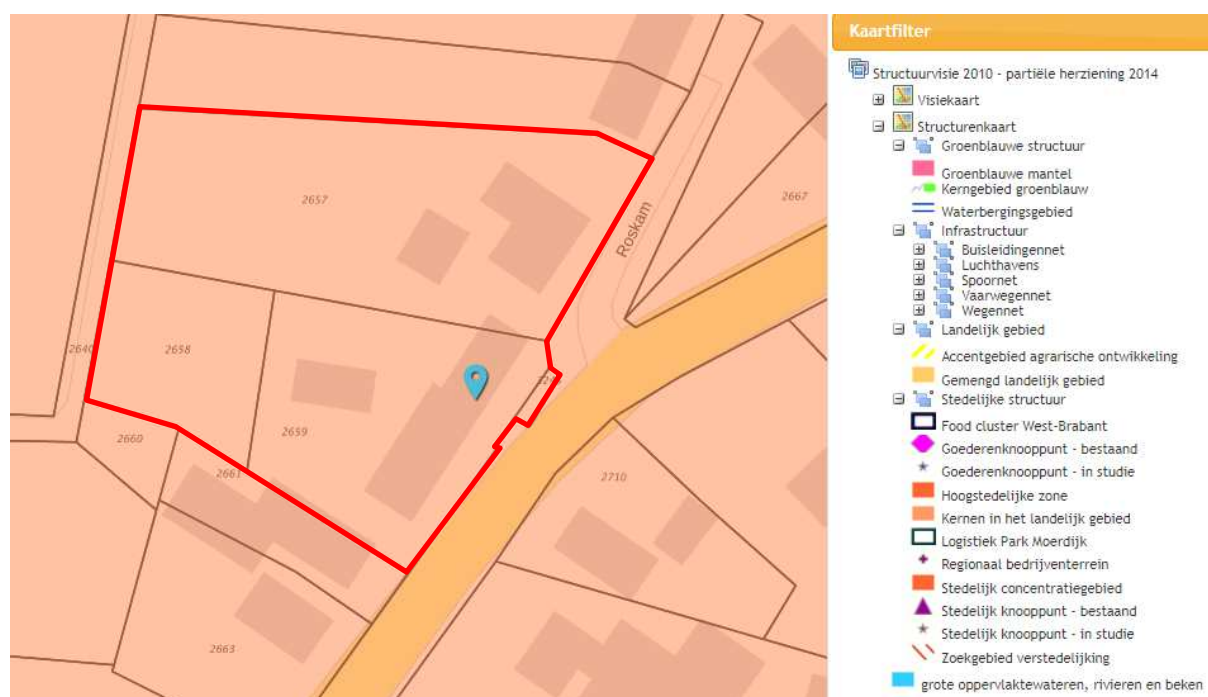 2657
Roskam
2667
2640
2658
2659
2660
2661
2710
2663
Kaartfilter
Structuurvisie 2010 - partiële herziening 2014
Visiekaart
Structurenkaart
Groenblauwe structuur
Groenblauwe mantel
Kerngebied groenblauw
Waterbergingsgebied
Infrastructuur
Buisleidingennet
Luchthavens
Spoornet
Vaarwegennet
Wegennet
Landelijk gebied
Accentgebied agrarische ontwikkeling
Gemengd landelijk gebied
Stedelijke structuur
Food cluster West-Brabant
Goederenknooppunt - bestaand
Goederenknooppunt - in studie
Hoogstedelijke zone
Kernen in het landelijk gebied
Logistiek Park Moerdijk
Regionaal bedrijventerrein
Stedelijk concentratiegebied
Stedelijk knooppunt - bestaand
Stedelijk knooppunt - in studie
Zoekgebied verstedelijking
grote oppervlaktewateren, rivieren en beken